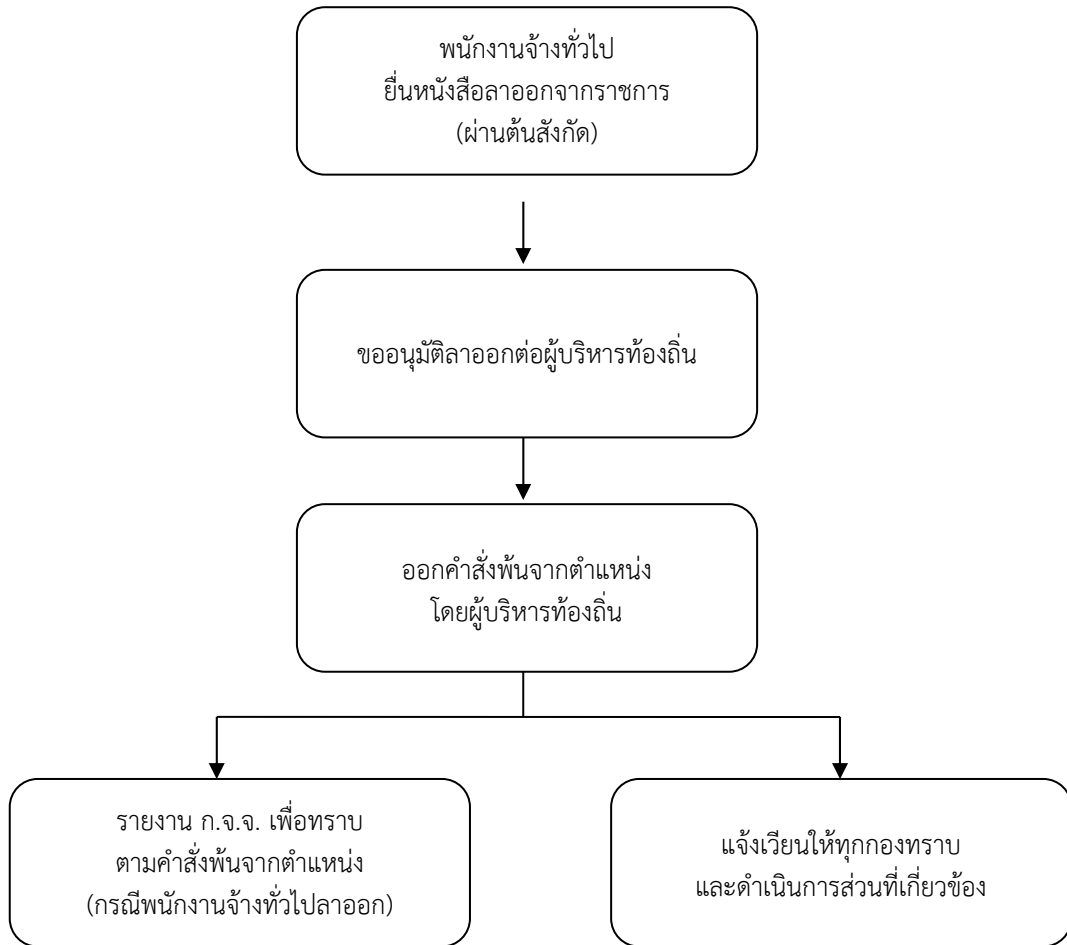 พนักงานจ้างทั่วไป
ยื่นหนังสือลาออกจากราชการ
(ผ่านต้นสังกัด)
ขออนุมัติลาออกต่อผู้บริหารท้องถิ่น
ออกคำสั่งพ้นจากตำแหน่ง
โดยผู้บริหารท้องถิ่น
รายงาน ก.จ.จ. เพื่อทราบ
ตามคำสั่งพ้นจากตำแหน่ง
(กรณีพนักงานจ้างทั่วไปลาออก)
แจ้งเวียนให้ทุกกองทราบ
และดำเนินการส่วนที่เกี่ยวข้อง